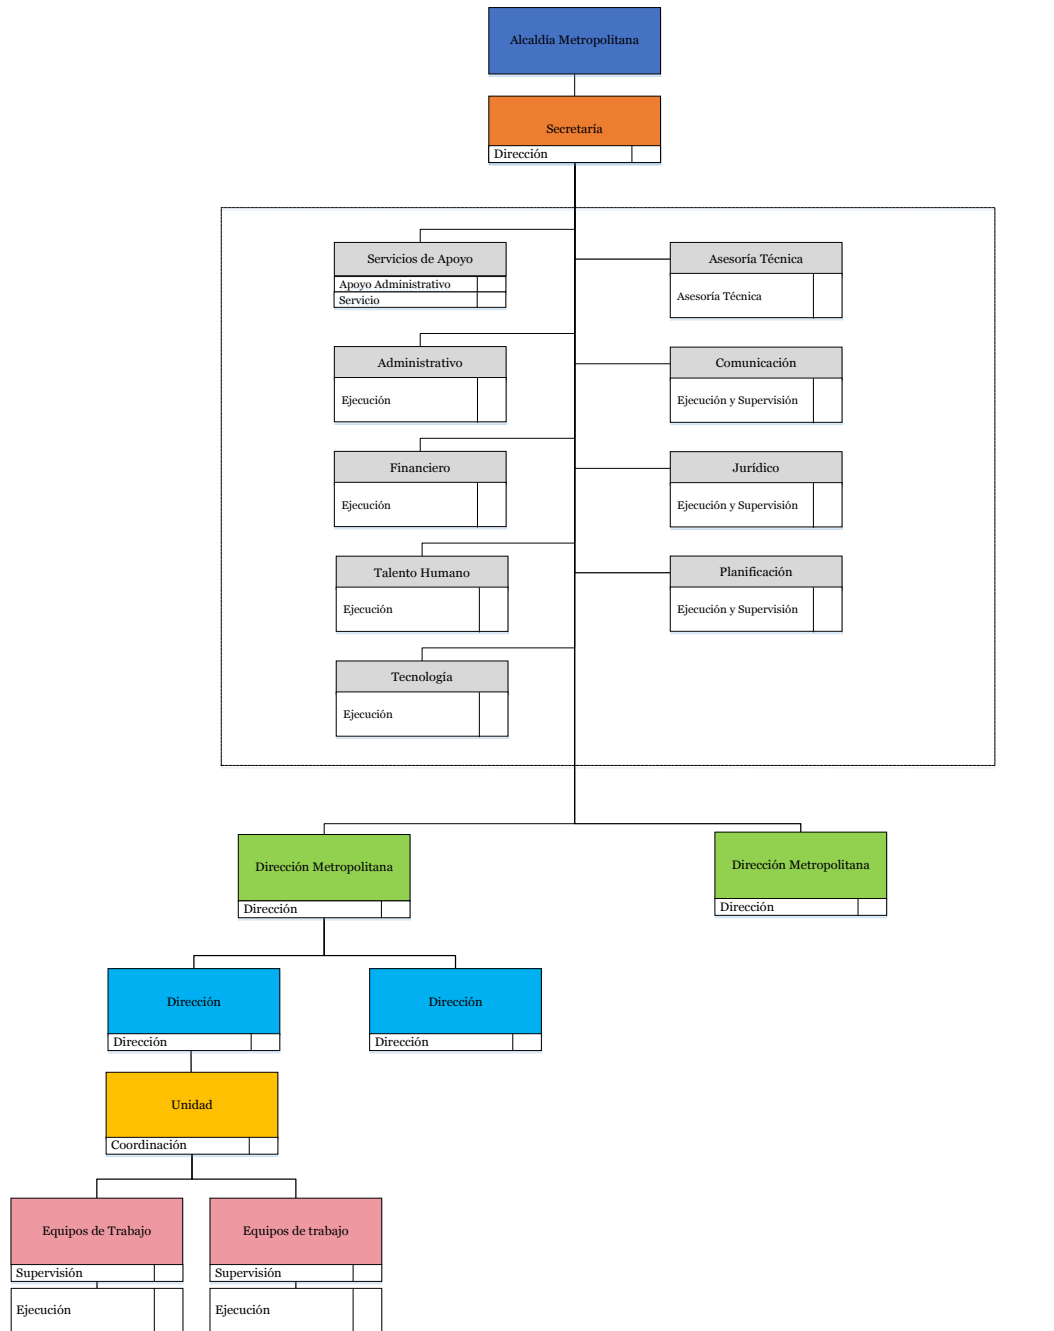 Alcaldía Metropolitana
Secretaría
Dirección
Servicios de Apoyo
Apoyo Administrativo
Servicio
Asesoría Técnica
Asesoría Técnica
Administrativo
Ejecución
Comunicación
Ejecución y Supervisión
Financiero
Ejecución
Jurídico
Ejecución y Supervisión
Talento Humano
Ejecución
Planificación
Ejecución y Supervisión
Tecnología
Ejecución
Dirección Metropolitana
Dirección
Dirección Metropolitana
Dirección
Dirección
Dirección
Dirección
Dirección
Unidad
Coordinación
Equipos de Trabajo
Supervisión
Ejecución
Equipos de trabajo
Supervisión
Ejecución